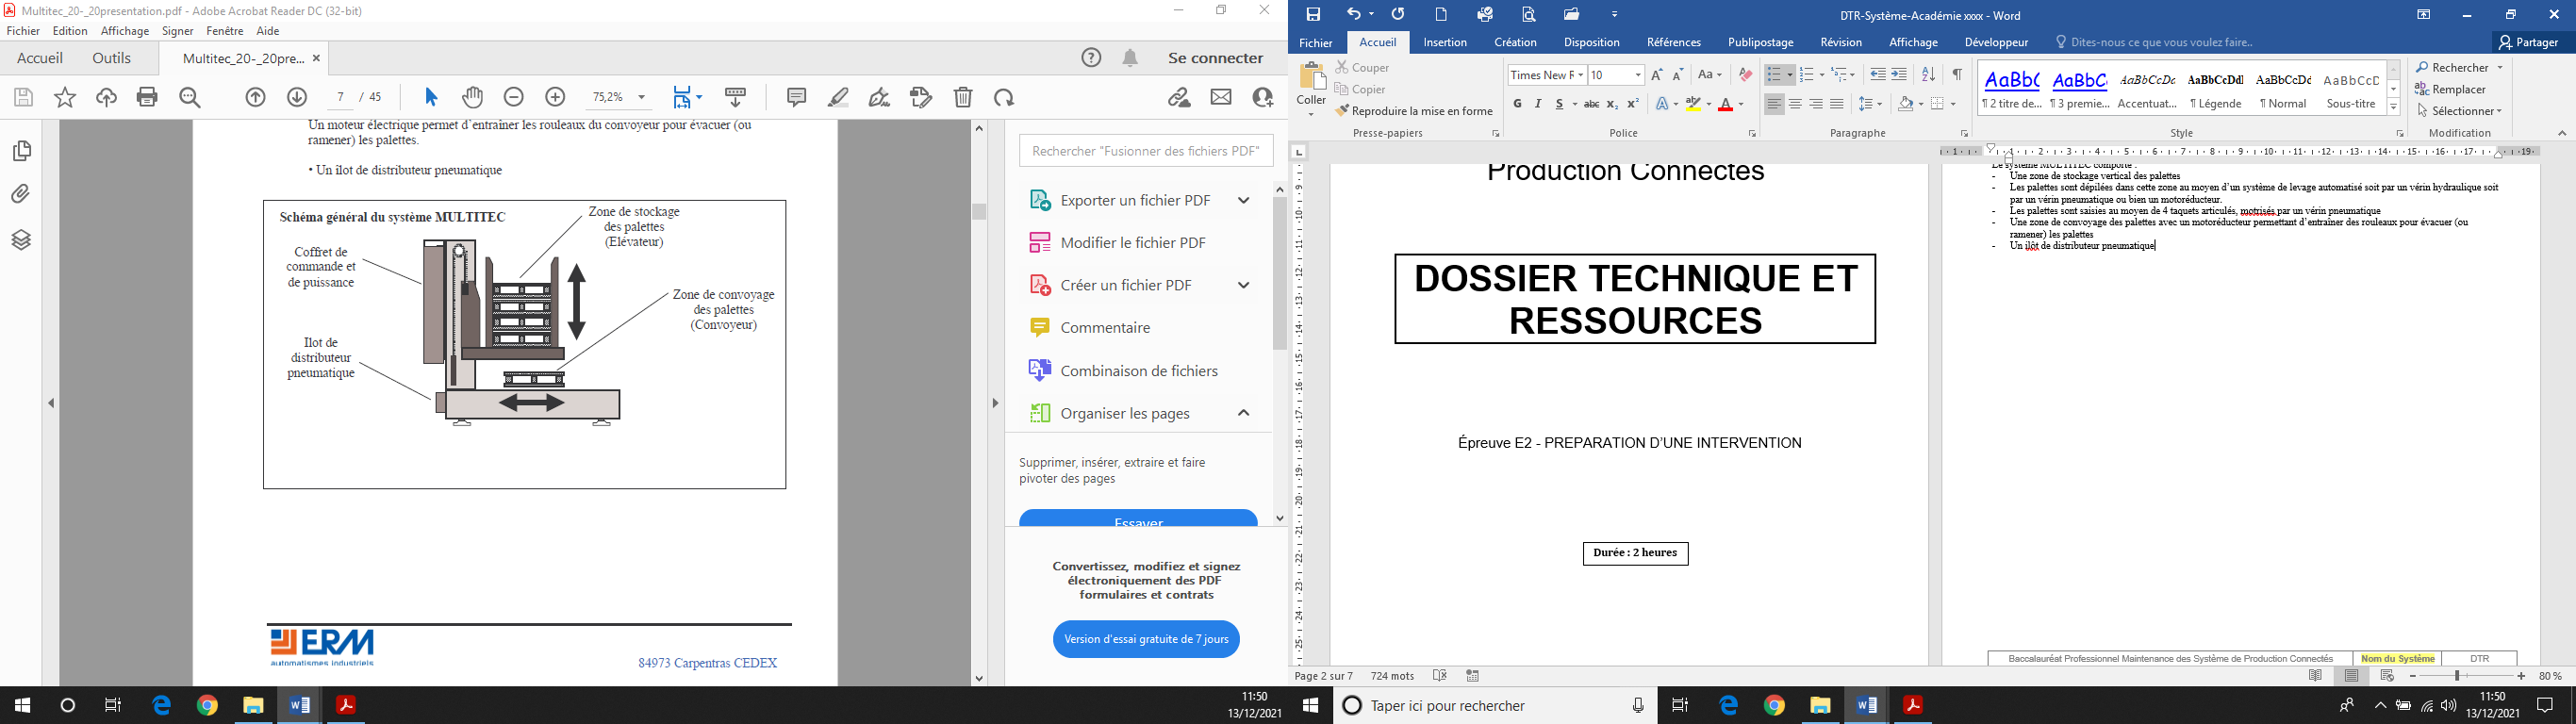 Multitec_20-_20presentation.pdf - Adobe Acrobat Reader DC (32-bit)
Fichier Edition Affichage Signer Fenêtre Aide
Accueil Outils Multitec_20-_20pre... × Se connecter
7 / 45 75,2%
Un moteur électrique permet d'entraîner les rouleaux du convoyeur pour évacuer (ou
ramener) les palettes.
• Un îlot de distributeur pneumatique
Schéma général du système MULTITEC
Zone de stockage
des palettes
(Elévateur)
Coffret de
commande et
de puissance
Zone de convoyage
des palettes
(Convoyeur)
Ilot de
distributeur
pneumatique
ERM
automatismes industriels
84973 Carpentras CEDEX
Rechercher "Fusionner des fichiers PDF"
Exporter un fichier PDF
Modifier le fichier PDF
Créer un fichier PDF
Commentaire
Combinaison de fichiers
Organiser les pages
Supprimer, insérer, extraire et faire
pivoter des pages
Essayer
Convertissez, modifiez et signez
électroniquement des PDF
formulaires et contrats
Version d'essai gratuite de 7 jours
11:50
13/12/2021
DTR-Système-Académie xxxx - Word
Fichier Accueil Insertion Création Disposition Références Publipostage Révision Affichage Développeur Dites-nous ce que vous voulez faire.. Partager
Coller
Couper
Copier
Reproduire la mise en forme
Presse-papiers
Times New R 10 Aa
G I S abc x₂ x² A ab A
Police
Paragraphe
AaBbC AaBbC AaBbCcDc AaBbCcDdl AaBbCcDd AaBbCcD
¶ 2 titre de... ¶ 3 premie... Accentuat... ¶ Légende ¶ Normal Sous-titre
Style
Rechercher
Remplacer
Sélectionner
Modification
Production Connectés
DOSSIER TECHNIQUE ET
RESSOURCES
Épreuve E2 - PREPARATION D'UNE INTERVENTION
Durée : 2 heures
Le système MULTITEC comporte :
- Une zone de stockage vertical des palettes
- Les palettes sont dépilées dans cette zone au moyen d'un système de levage automatisé soit par un vérin hydraulique soit
par un vérin pneumatique ou bien un motoréducteur.
- Les palettes sont saisies au moyen de 4 taquets articulés, motrisés par un vérin pneumatique
- Une zone de convoyage des palettes avec un motoréducteur permettant d'entraîner des rouleaux pour évacuer (ou
ramener) les palettes
- Un ilôt de distributeur pneumatique
Baccalauréat Professionnel Maintenance des Système de Production Connectés Nom du Système DTR
Page 2 sur 7 724 mots 80 %
Taper ici pour rechercher
11:50
13/12/2021